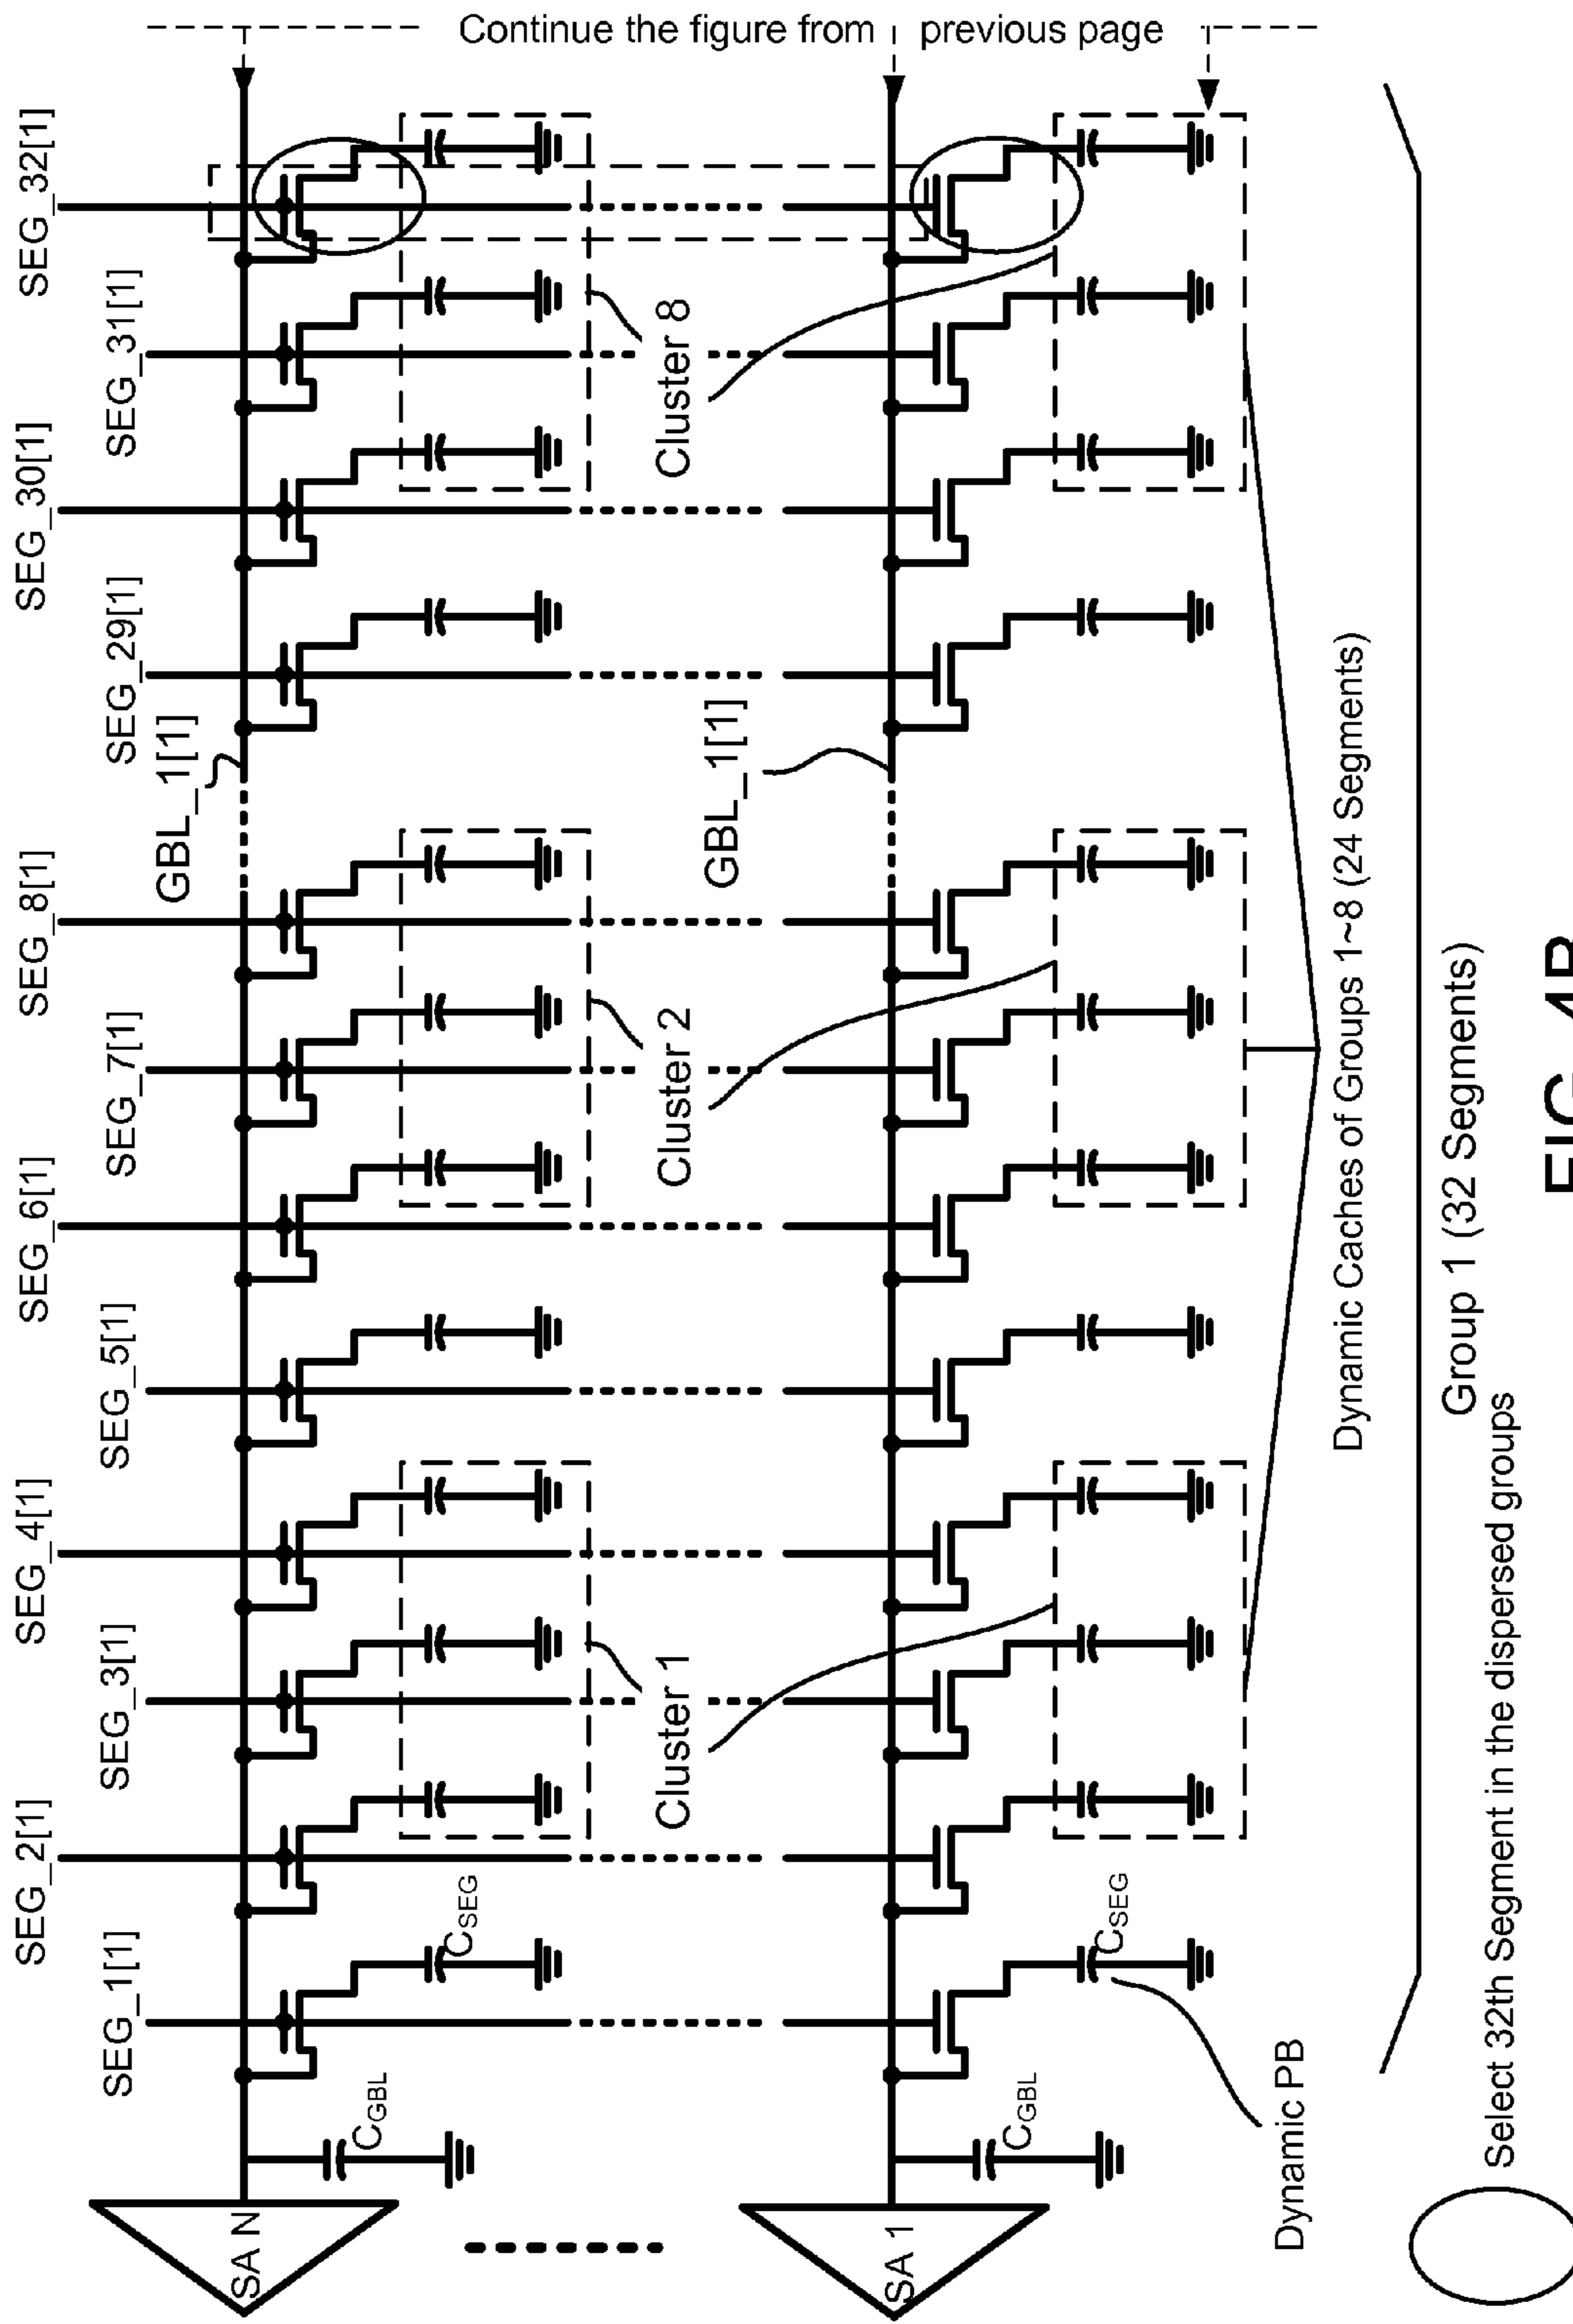 Continue the figure from previous page
SEG_1[1]
SEG_2[1]
SEG_3[1]
SEG_4[1]
SEG_5[1]
SEG_6[1]
SEG_7[1]
SEG_8[1]
SEG_29[1]
SEG_30[1]
SEG_31[1]
SEG_32[1]
GBL_1[1]
SA N
CGBL
CSEG
Cluster 1
Cluster 2
Cluster 8
GBL_1[1]
SA 1
CGBL
CSEG
Dynamic PB
Dynamic Caches of Groups 1~8 (24 Segments)
Group 1 (32 Segments)
Select 32th Segment in the dispersed groups
FIG. 4B